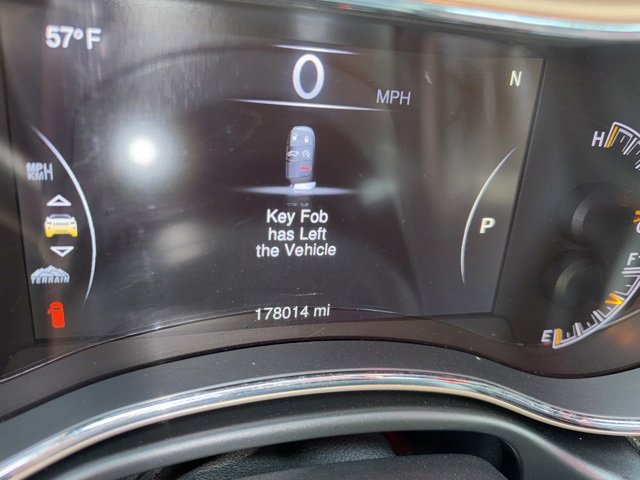 57°F
0
MPH
N
H
MPH
KM/H
Key Fob
has Left
the Vehicle
P
TERRAIN
178014 mi
F
E